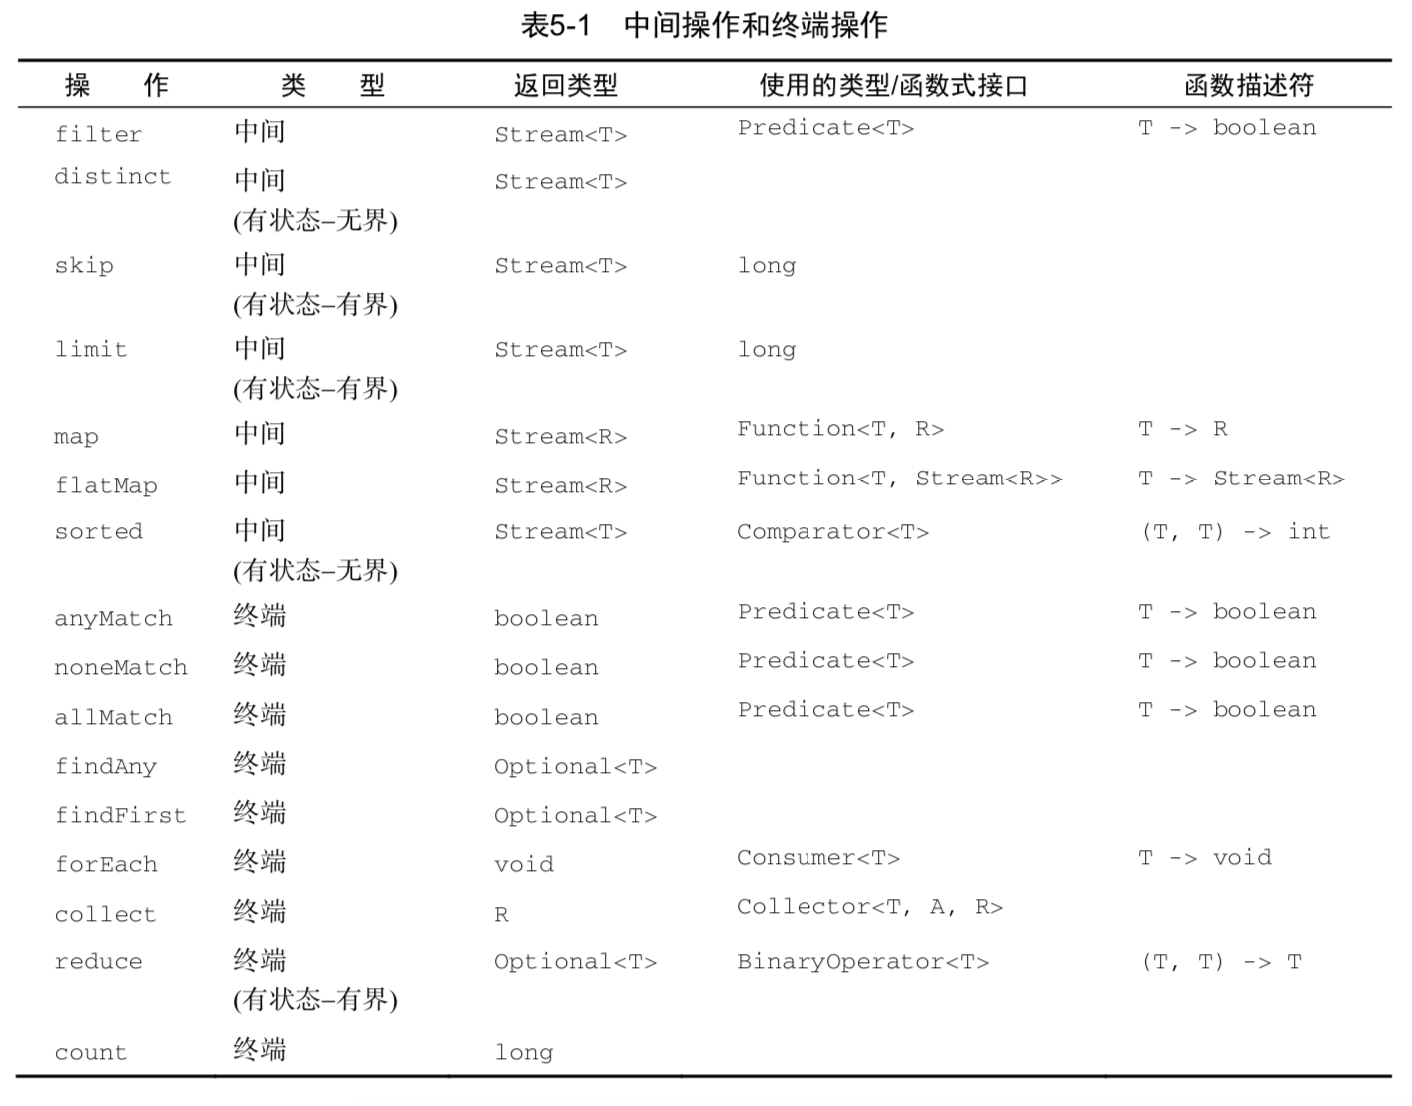 表5-1 中间操作和终端操作
操 作 类 型 返回类型 使用的类型/函数式接口 函数描述符
filter 中间 Stream<T> Predicate<T> T -> boolean
distinct 中间 Stream<T>
(有状态–无界)
skip 中间 Stream<T> long
(有状态–有界)
limit 中间 Stream<T> long
(有状态–有界)
map 中间 Stream<R> Function<T, R> T -> R
flatMap 中间 Stream<R> Function<T, Stream<R>> T -> Stream<R>
sorted 中间 Stream<T> Comparator<T> (T, T) -> int
(有状态–无界)
anyMatch 终端 boolean Predicate<T> T -> boolean
noneMatch 终端 boolean Predicate<T> T -> boolean
allMatch 终端 boolean Predicate<T> T -> boolean
findAny 终端 Optional<T>
findFirst 终端 Optional<T>
forEach 终端 void Consumer<T> T -> void
collect 终端 R Collector<T, A, R>
reduce 终端 Optional<T> BinaryOperator<T> (T, T) -> T
(有状态–有界)
count 终端 long